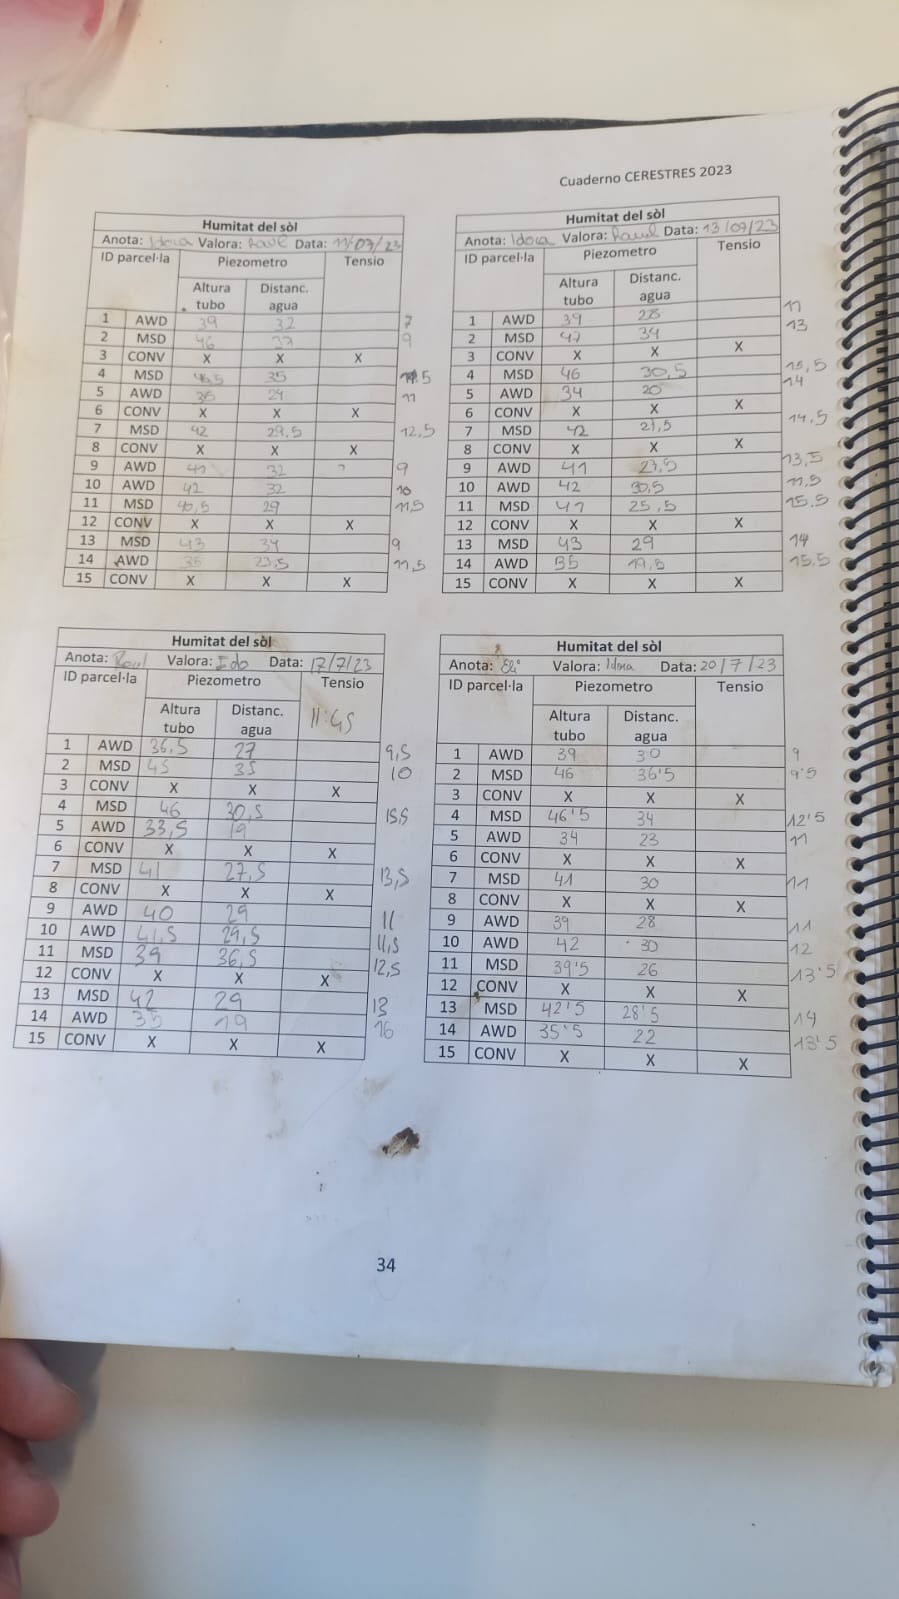 Cuaderno CERESTRES 2023
Humitat del sòl
Anota: Idoia Valora: Raul Data: 11/07/23
ID parcel·la Piezometro Tensio
Altura tubo Distanc. agua
1 AWD 39 32 7
2 MSD 46 37 9
3 CONV X X X
4 MSD 46,5 35 11.5
5 AWD 24 11
6 CONV X X X
7 MSD 42 29,5 12,5
8 CONV X X X
9 AWD 41 32 9
10 AWD 42 32 10
11 MSD 40,5 29 11,5
12 CONV X X X
13 MSD 43 34 9
14 AWD 35 23,5 11,5
15 CONV X X X
Humitat del sòl
Anota: Idoia Valora: Raul Data: 13/07/23
ID parcel·la Piezometro Tensio
Altura tubo Distanc. agua
1 AWD 39 28 11
2 MSD 47 34 13
3 CONV X X X
4 MSD 46 30,5 15,5
5 AWD 34 20 14
6 CONV X X X
7 MSD 42 14,5
8 CONV X X X
9 AWD 41 27,5 13,5
10 AWD 42 30,5 11,5
11 MSD 41 25,5 15.5
12 CONV X X X
13 MSD 43 29 14
14 AWD 35 19,5 15.5
15 CONV X X X
Humitat del sòl
Anota: Raul Valora: Ido Data: 17/7/23
ID parcel·la Piezometro Tensio
Altura tubo Distanc. agua 11:45
1 AWD 36,5 27 9,5
2 MSD 45 35 10
3 CONV X X X
4 MSD 46 30,5 15,5
5 AWD 33,5 19
6 CONV X X X
7 MSD 41 27,5 13,5
8 CONV X X X
9 AWD 40 29 11
10 AWD 41,5 29,5 11,5
11 MSD 39 36,5 12,5
12 CONV X X X
13 MSD 42 29 13
14 AWD 35 19 16
15 CONV X X X
Humitat del sòl
Anota: Eli Valora: Idoia Data: 20/7/23
ID parcel·la Piezometro Tensio
Altura tubo Distanc. agua
1 AWD 39 30 9
2 MSD 46 36'5 9'5
3 CONV X X X
4 MSD 46'5 34 12'5
5 AWD 34 23 11
6 CONV X X X
7 MSD 41 30 11
8 CONV X X X
9 AWD 39 28 11
10 AWD 42 30 12
11 MSD 39'5 26 13'5
12 CONV X X X
13 MSD 42'5 28'5 14
14 AWD 35'5 22 13'5
15 CONV X X X
34